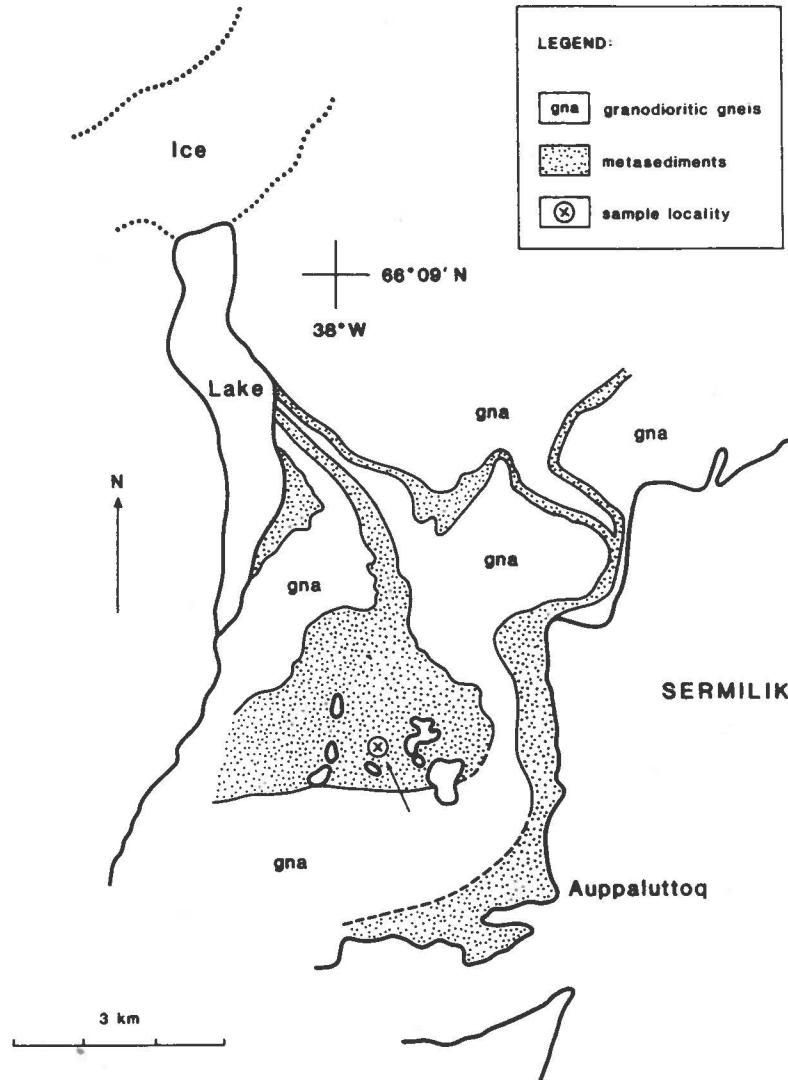 LEGEND:
gna granodioritic gneis
metasediments
sample locality
Ice
66°09′N
38°W
Lake
gna
gna
N
gna
gna
SERMILIK
gna
Auppaluttoq
3 km